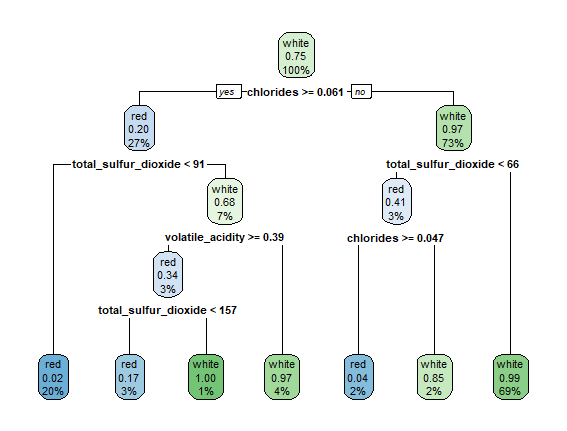 white
0.75
100%
yes chlorides >= 0.061 no
red
0.20
27%
white
0.97
73%
total_sulfur_dioxide < 91
total_sulfur_dioxide < 66
white
0.68
7%
red
0.41
3%
volatile_acidity >= 0.39
chlorides >= 0.047
red
0.34
3%
total_sulfur_dioxide < 157
red
0.02
20%
red
0.17
3%
white
1.00
1%
white
0.97
4%
red
0.04
2%
white
0.85
2%
white
0.99
69%